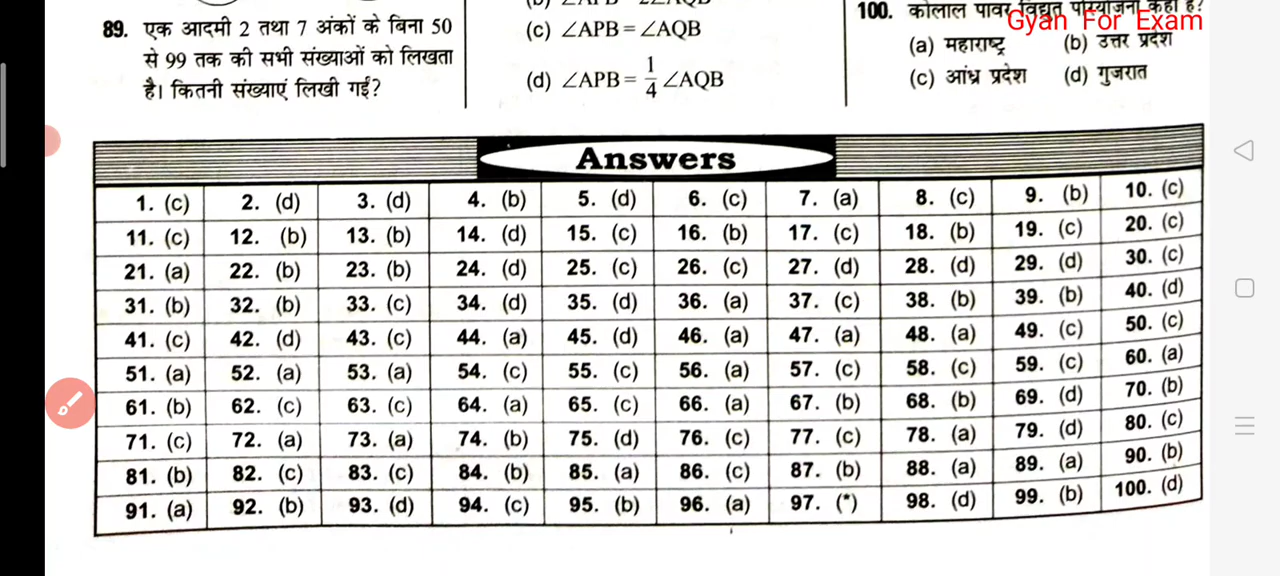 89. एक आदमी 2 तथा 7 अंकों के बिना 50
से 99 तक की सभी संख्याओं को लिखता
है। कितनी संख्याएं लिखी गईं?
(c) ∠APB = ∠AQB
(d) ∠APB = 1/4 ∠AQB
100. कोलाल पावर विद्युत परियोजना कहाँ है?
Gyan For Exam
(a) महाराष्ट्र (b) उत्तर प्रदेश
(c) आंध्र प्रदेश (d) गुजरात
Answers
1. (c) 2. (d) 3. (d) 4. (b) 5. (d) 6. (c) 7. (a) 8. (c) 9. (b) 10. (c)
11. (c) 12. (b) 13. (b) 14. (d) 15. (c) 16. (b) 17. (c) 18. (b) 19. (c) 20. (c)
21. (a) 22. (b) 23. (b) 24. (d) 25. (c) 26. (c) 27. (d) 28. (d) 29. (d) 30. (c)
31. (b) 32. (b) 33. (c) 34. (d) 35. (d) 36. (a) 37. (c) 38. (b) 39. (b) 40. (d)
41. (c) 42. (d) 43. (c) 44. (a) 45. (d) 46. (a) 47. (a) 48. (a) 49. (c) 50. (c)
51. (a) 52. (a) 53. (a) 54. (c) 55. (c) 56. (a) 57. (c) 58. (c) 59. (c) 60. (a)
61. (b) 62. (c) 63. (c) 64. (a) 65. (c) 66. (a) 67. (b) 68. (b) 69. (d) 70. (b)
71. (c) 72. (a) 73. (a) 74. (b) 75. (d) 76. (c) 77. (c) 78. (a) 79. (d) 80. (c)
81. (b) 82. (c) 83. (c) 84. (b) 85. (a) 86. (c) 87. (b) 88. (a) 89. (a) 90. (b)
91. (a) 92. (b) 93. (d) 94. (c) 95. (b) 96. (a) 97. (*) 98. (d) 99. (b) 100. (d)